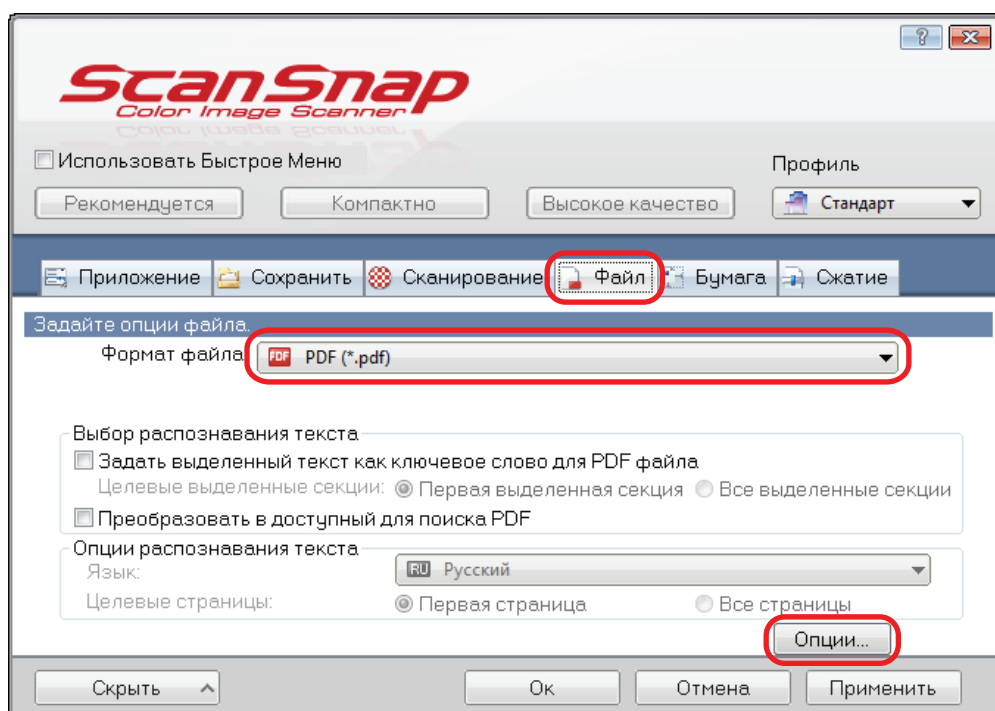 ScanSnap
Color Image Scanner
Использовать Быстрое Меню
Профиль
Рекомендуется Компактно Высокое качество Стандарт
Приложение Сохранить Сканирование Файл Бумага Сжатие
Задайте опции файла.
Формат файла PDF PDF (*.pdf)
Выбор распознавания текста
Задать выделенный текст как ключевое слово для PDF файла
Целевые выделенные секции: Первая выделенная секция Все выделенные секции
Преобразовать в доступный для поиска PDF
Опции распознавания текста
Язык: RU Русский
Целевые страницы: Первая страница Все страницы
Опции...
Скрыть Ок Отмена Применить